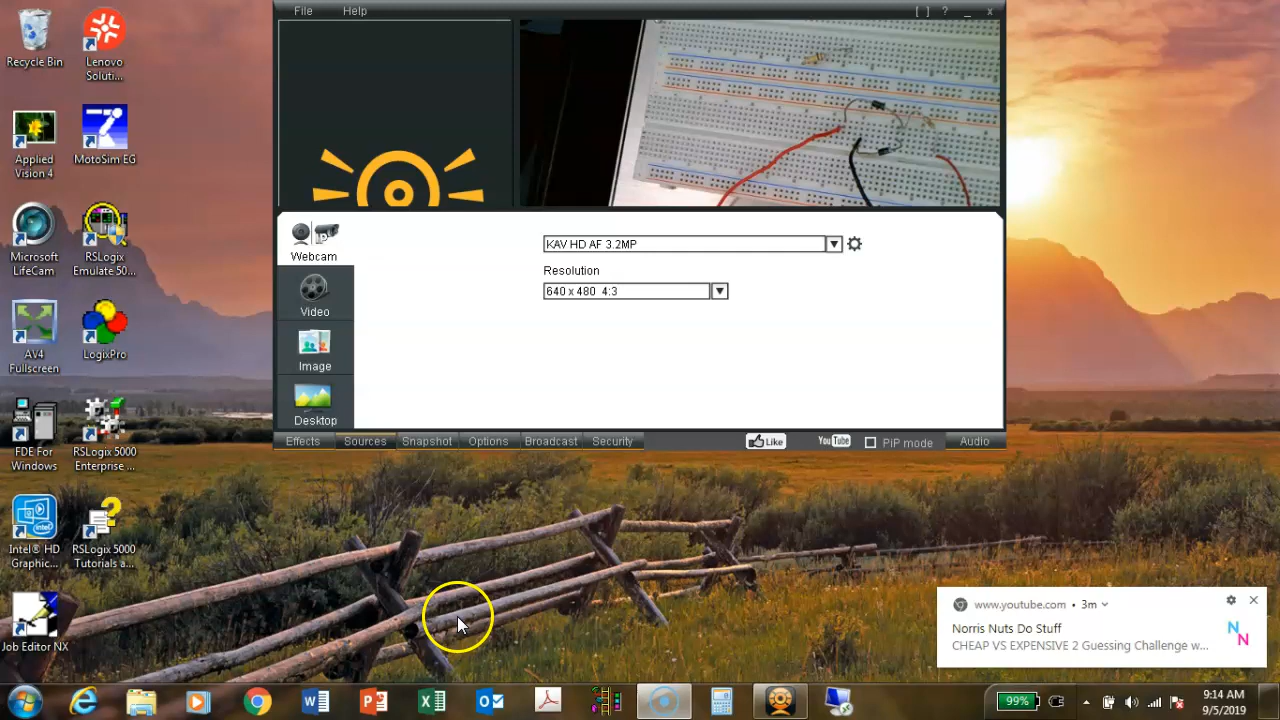 File
Help
[ ]
?
_
x
Recycle Bin
Lenovo
Soluti...
Applied
Vision 4
MotoSim EG
Microsoft
LifeCam
RSLogix
Emulate 50...
AV4
Fullscreen
LogixPro
FDE For
Windows
RSLogix 5000
Enterprise ...
Intel® HD
Graphic...
RSLogix 5000
Tutorials a...
Job Editor NX
IP
Webcam
Video
Image
Desktop
KAV HD AF 3.2MP
Resolution
640 x 480 4:3
Effects
Sources
Snapshot
Options
Broadcast
Security
Like
YouTube
PiP mode
Audio
www.youtube.com • 3m
Norris Nuts Do Stuff
CHEAP VS EXPENSIVE 2 Guessing Challenge w...
N
N
99%
9:14 AM
9/5/2019